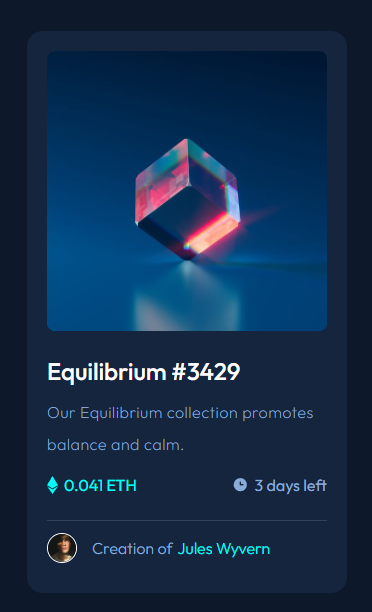 Equilibrium #3429
Our Equilibrium collection promotes
balance and calm.
0.041 ETH
3 days left
Creation of Jules Wyvern